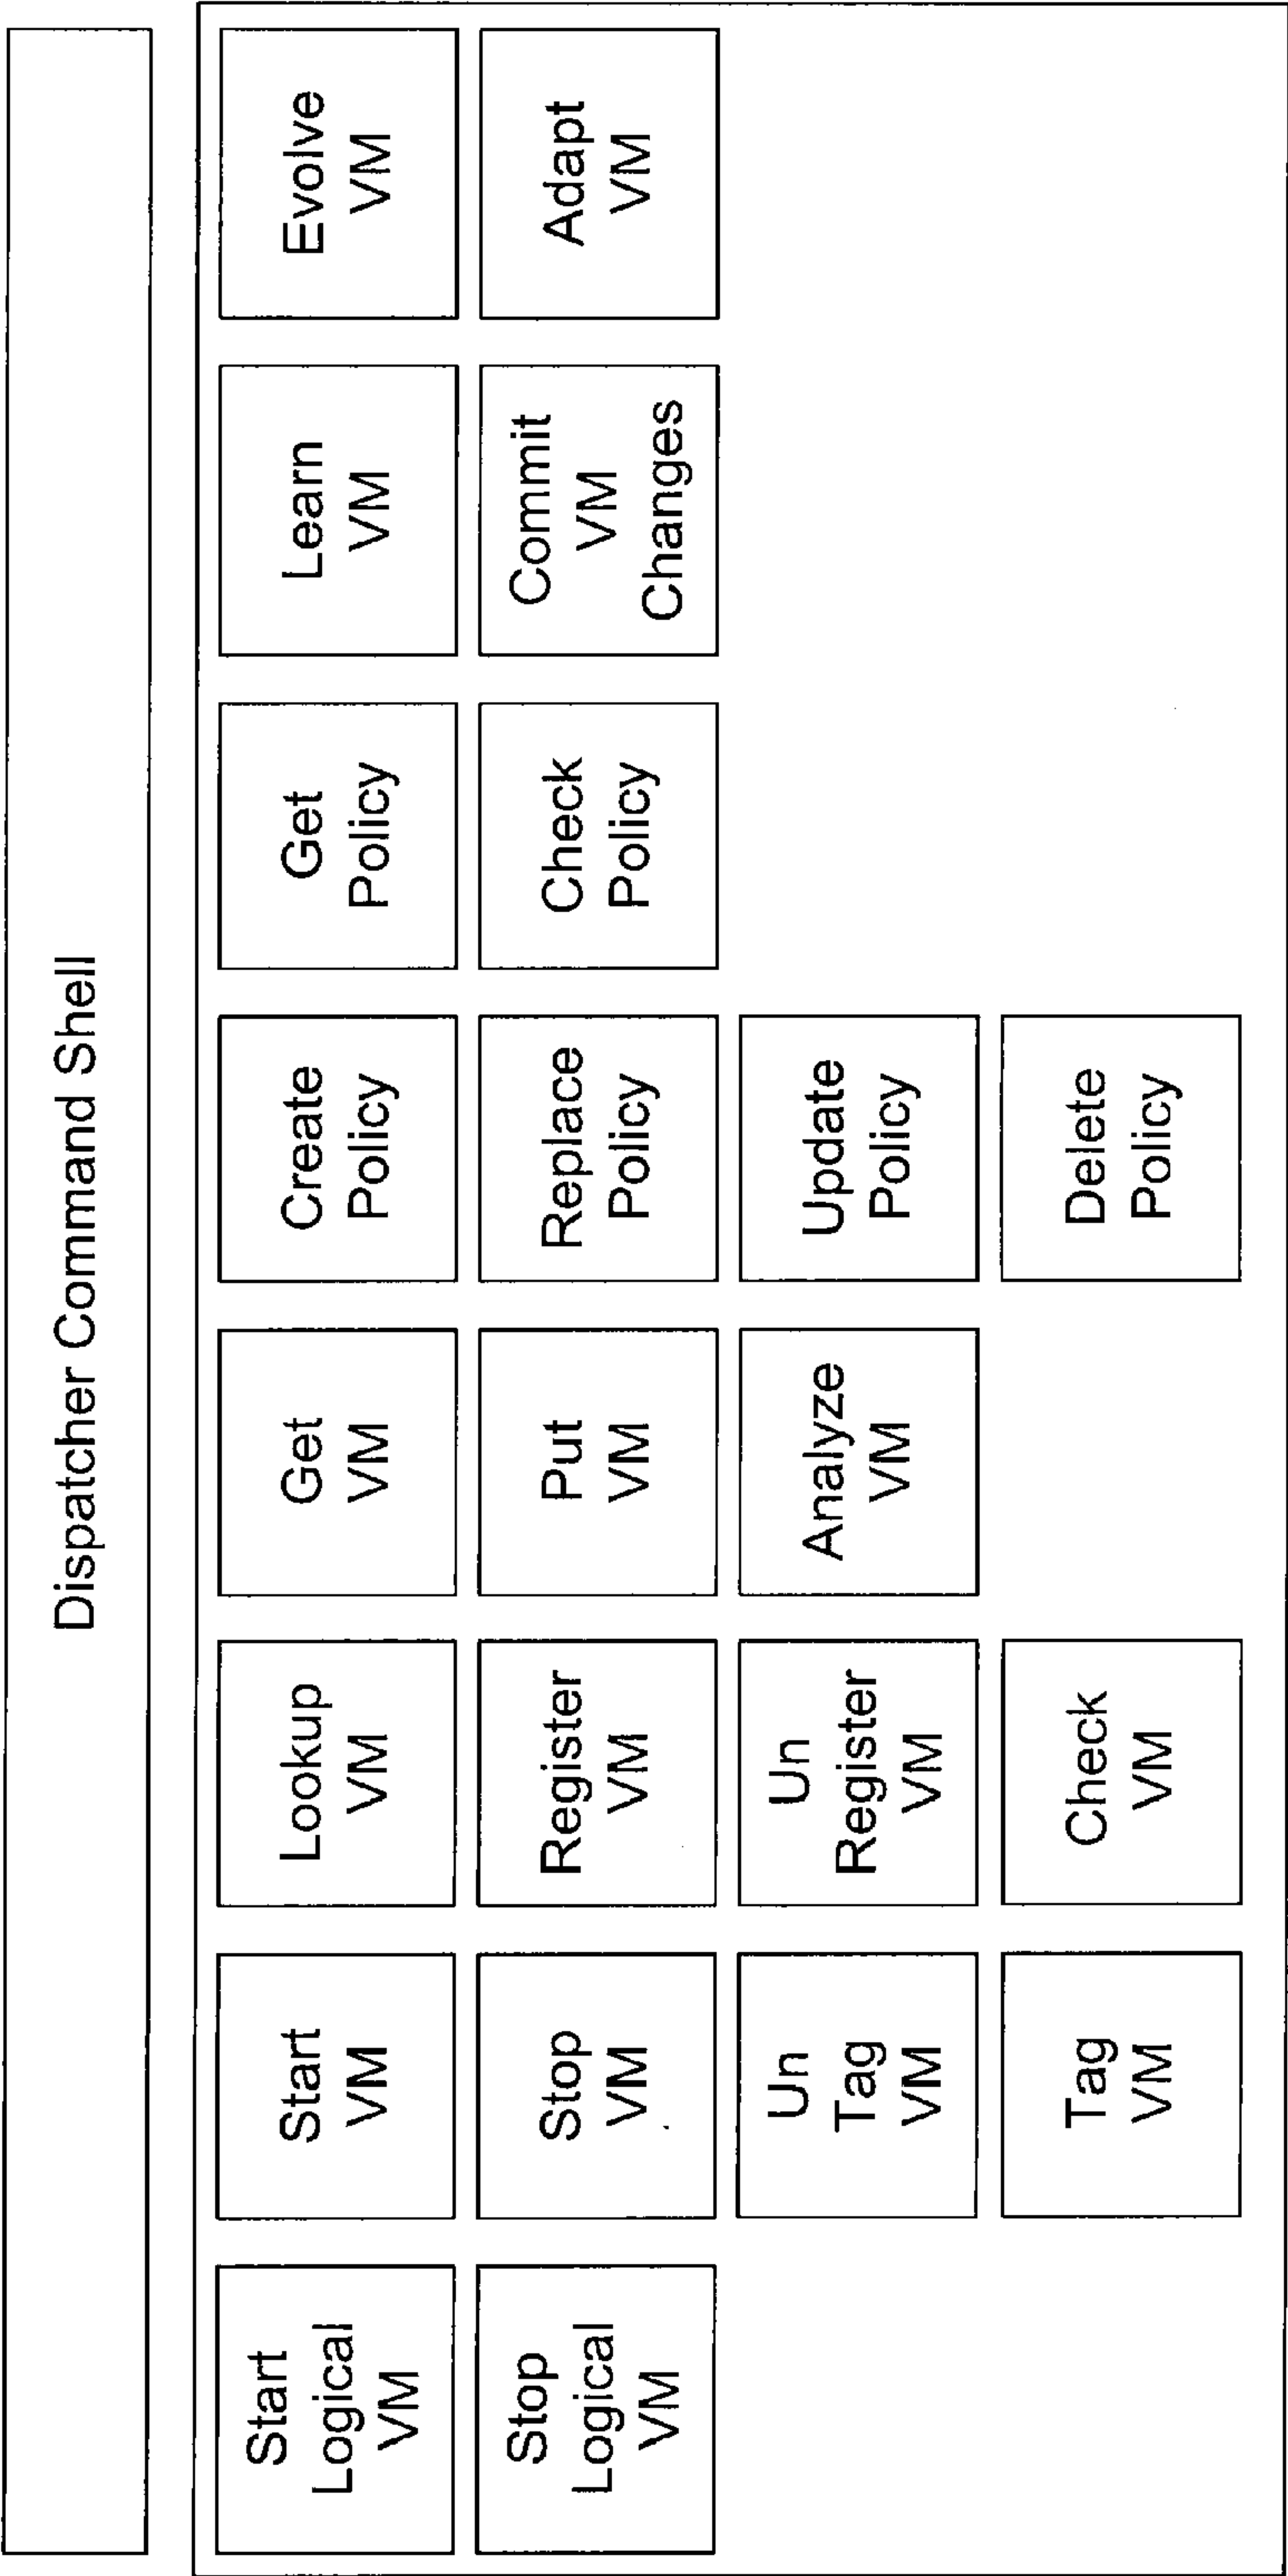 Dispatcher Command Shell
Start
Logical
VM
Start
VM
Lookup
VM
Get
VM
Create
Policy
Get
Policy
Learn
VM
Evolve
VM
Stop
Logical
VM
Stop
VM
Register
VM
Put
VM
Replace
Policy
Check
Policy
Commit
VM
Changes
Adapt
VM
Un
Tag
VM
Un
Register
VM
Analyze
VM
Update
Policy
Tag
VM
Check
VM
Delete
Policy